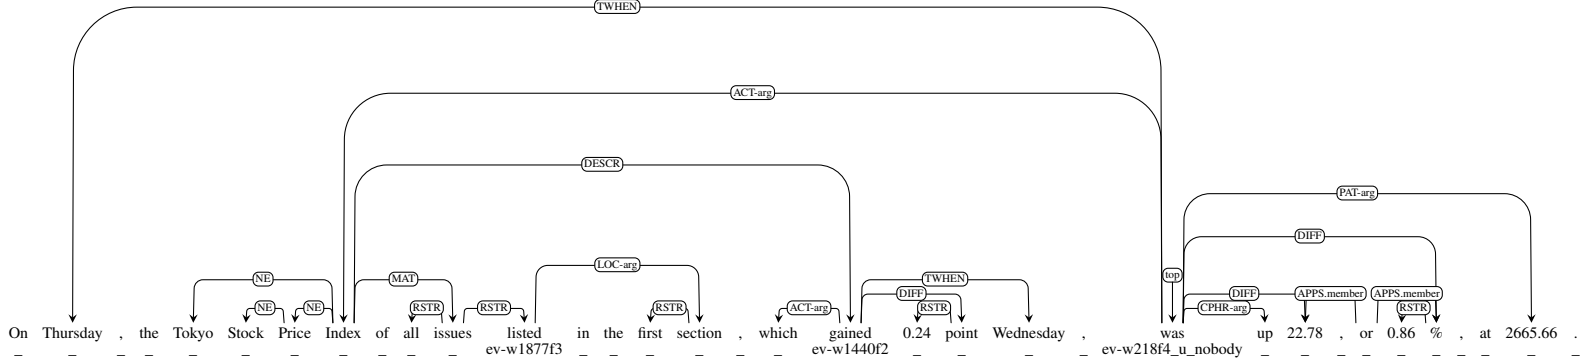 TWHEN
ACT-arg
DESCR
PAT-arg
DIFF
LOC-arg top
NE MAT TWHEN
DIFF DIFF APPS.member APPS.member
NE NE RSTR RSTR RSTR ACT-arg RSTR CPHR-arg RSTR
On Thursday , the Tokyo Stock Price Index of all issues listed in the first section , which gained 0.24 point Wednesday , was up 22.78 , or 0.86 % , at 2665.66 .
_ _ _ _ _ _ _ _ _ _ _ ev-w1877f3 _ _ _ _ _ _ ev-w1440f2 _ _ _ _ ev-w218f4_u_nobody _ _ _ _ _ _ _ _ _ _